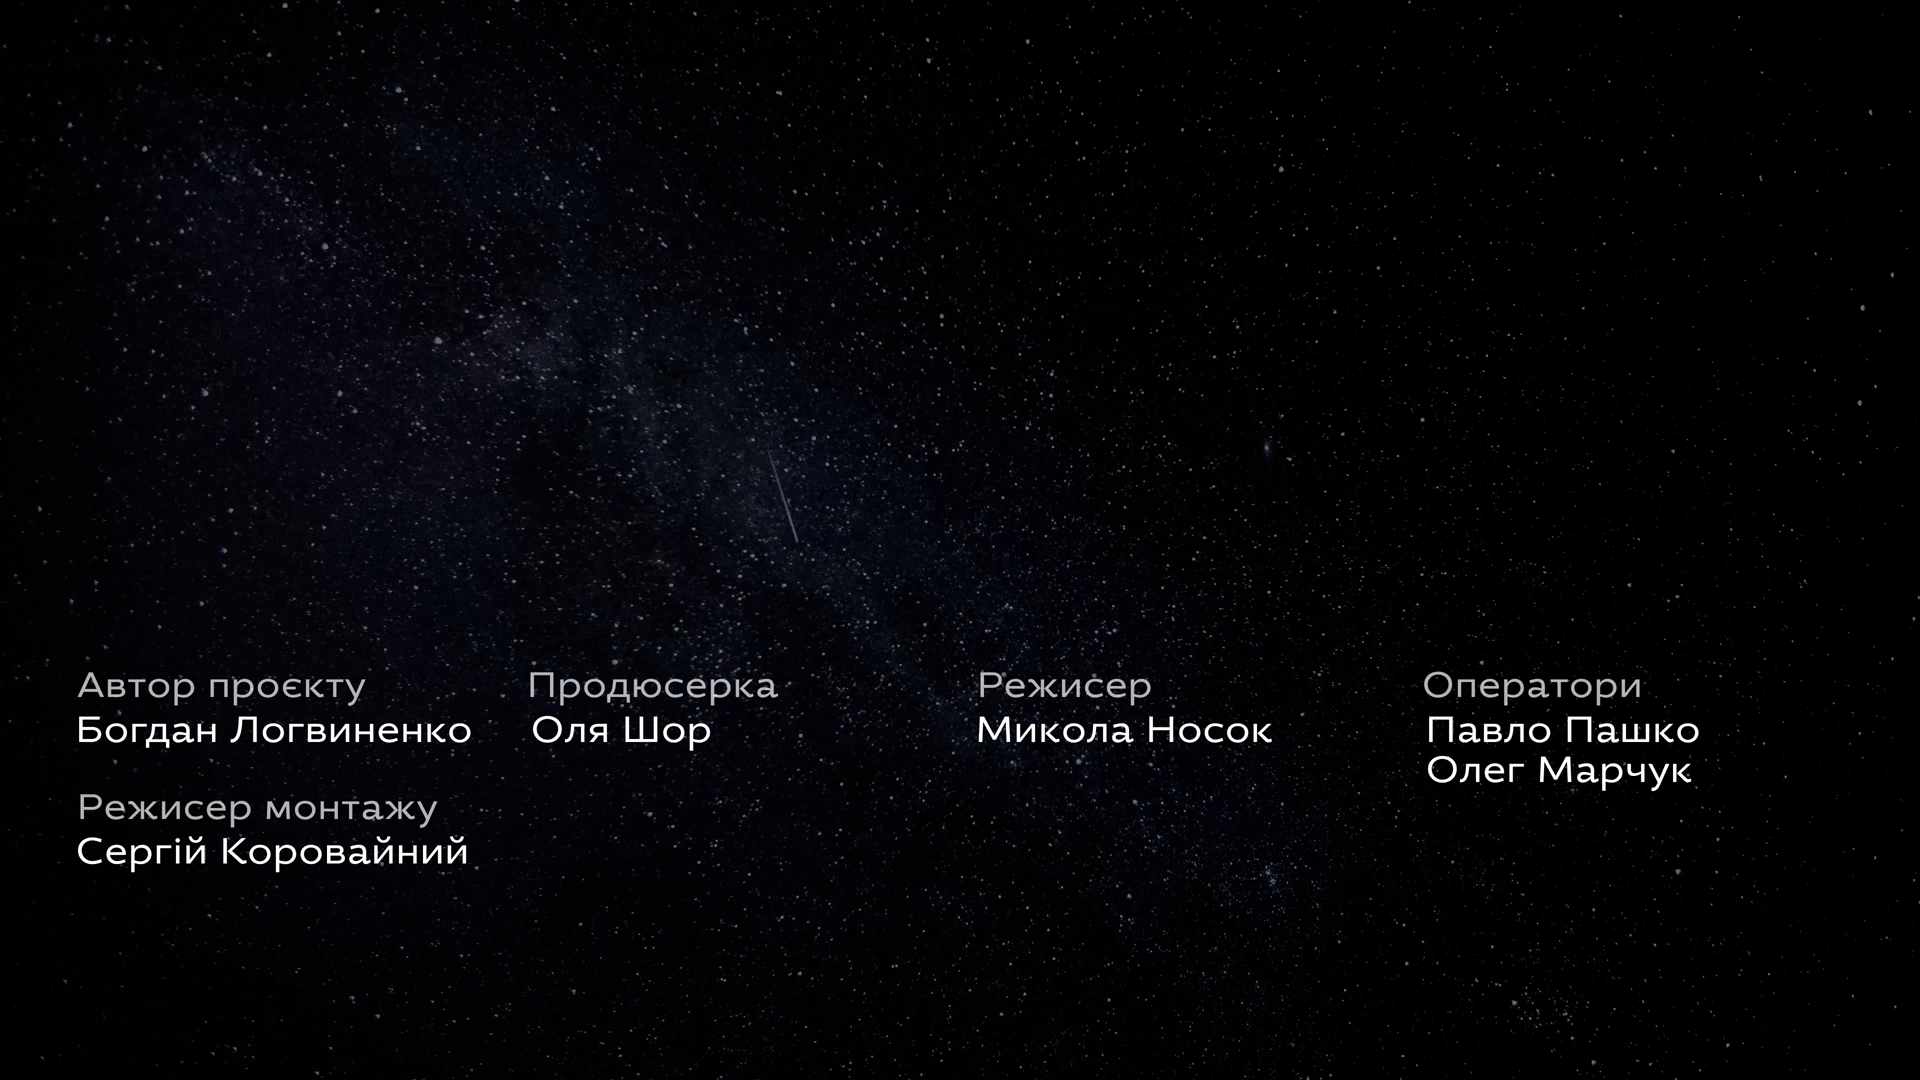 Автор проєкту
Богдан Логвиненко
Продюсерка
Оля Шор
Режисер
Микола Носок
Оператори
Павло Пашко
Олег Марчук
Режисер монтажу
Сергій Коровайний